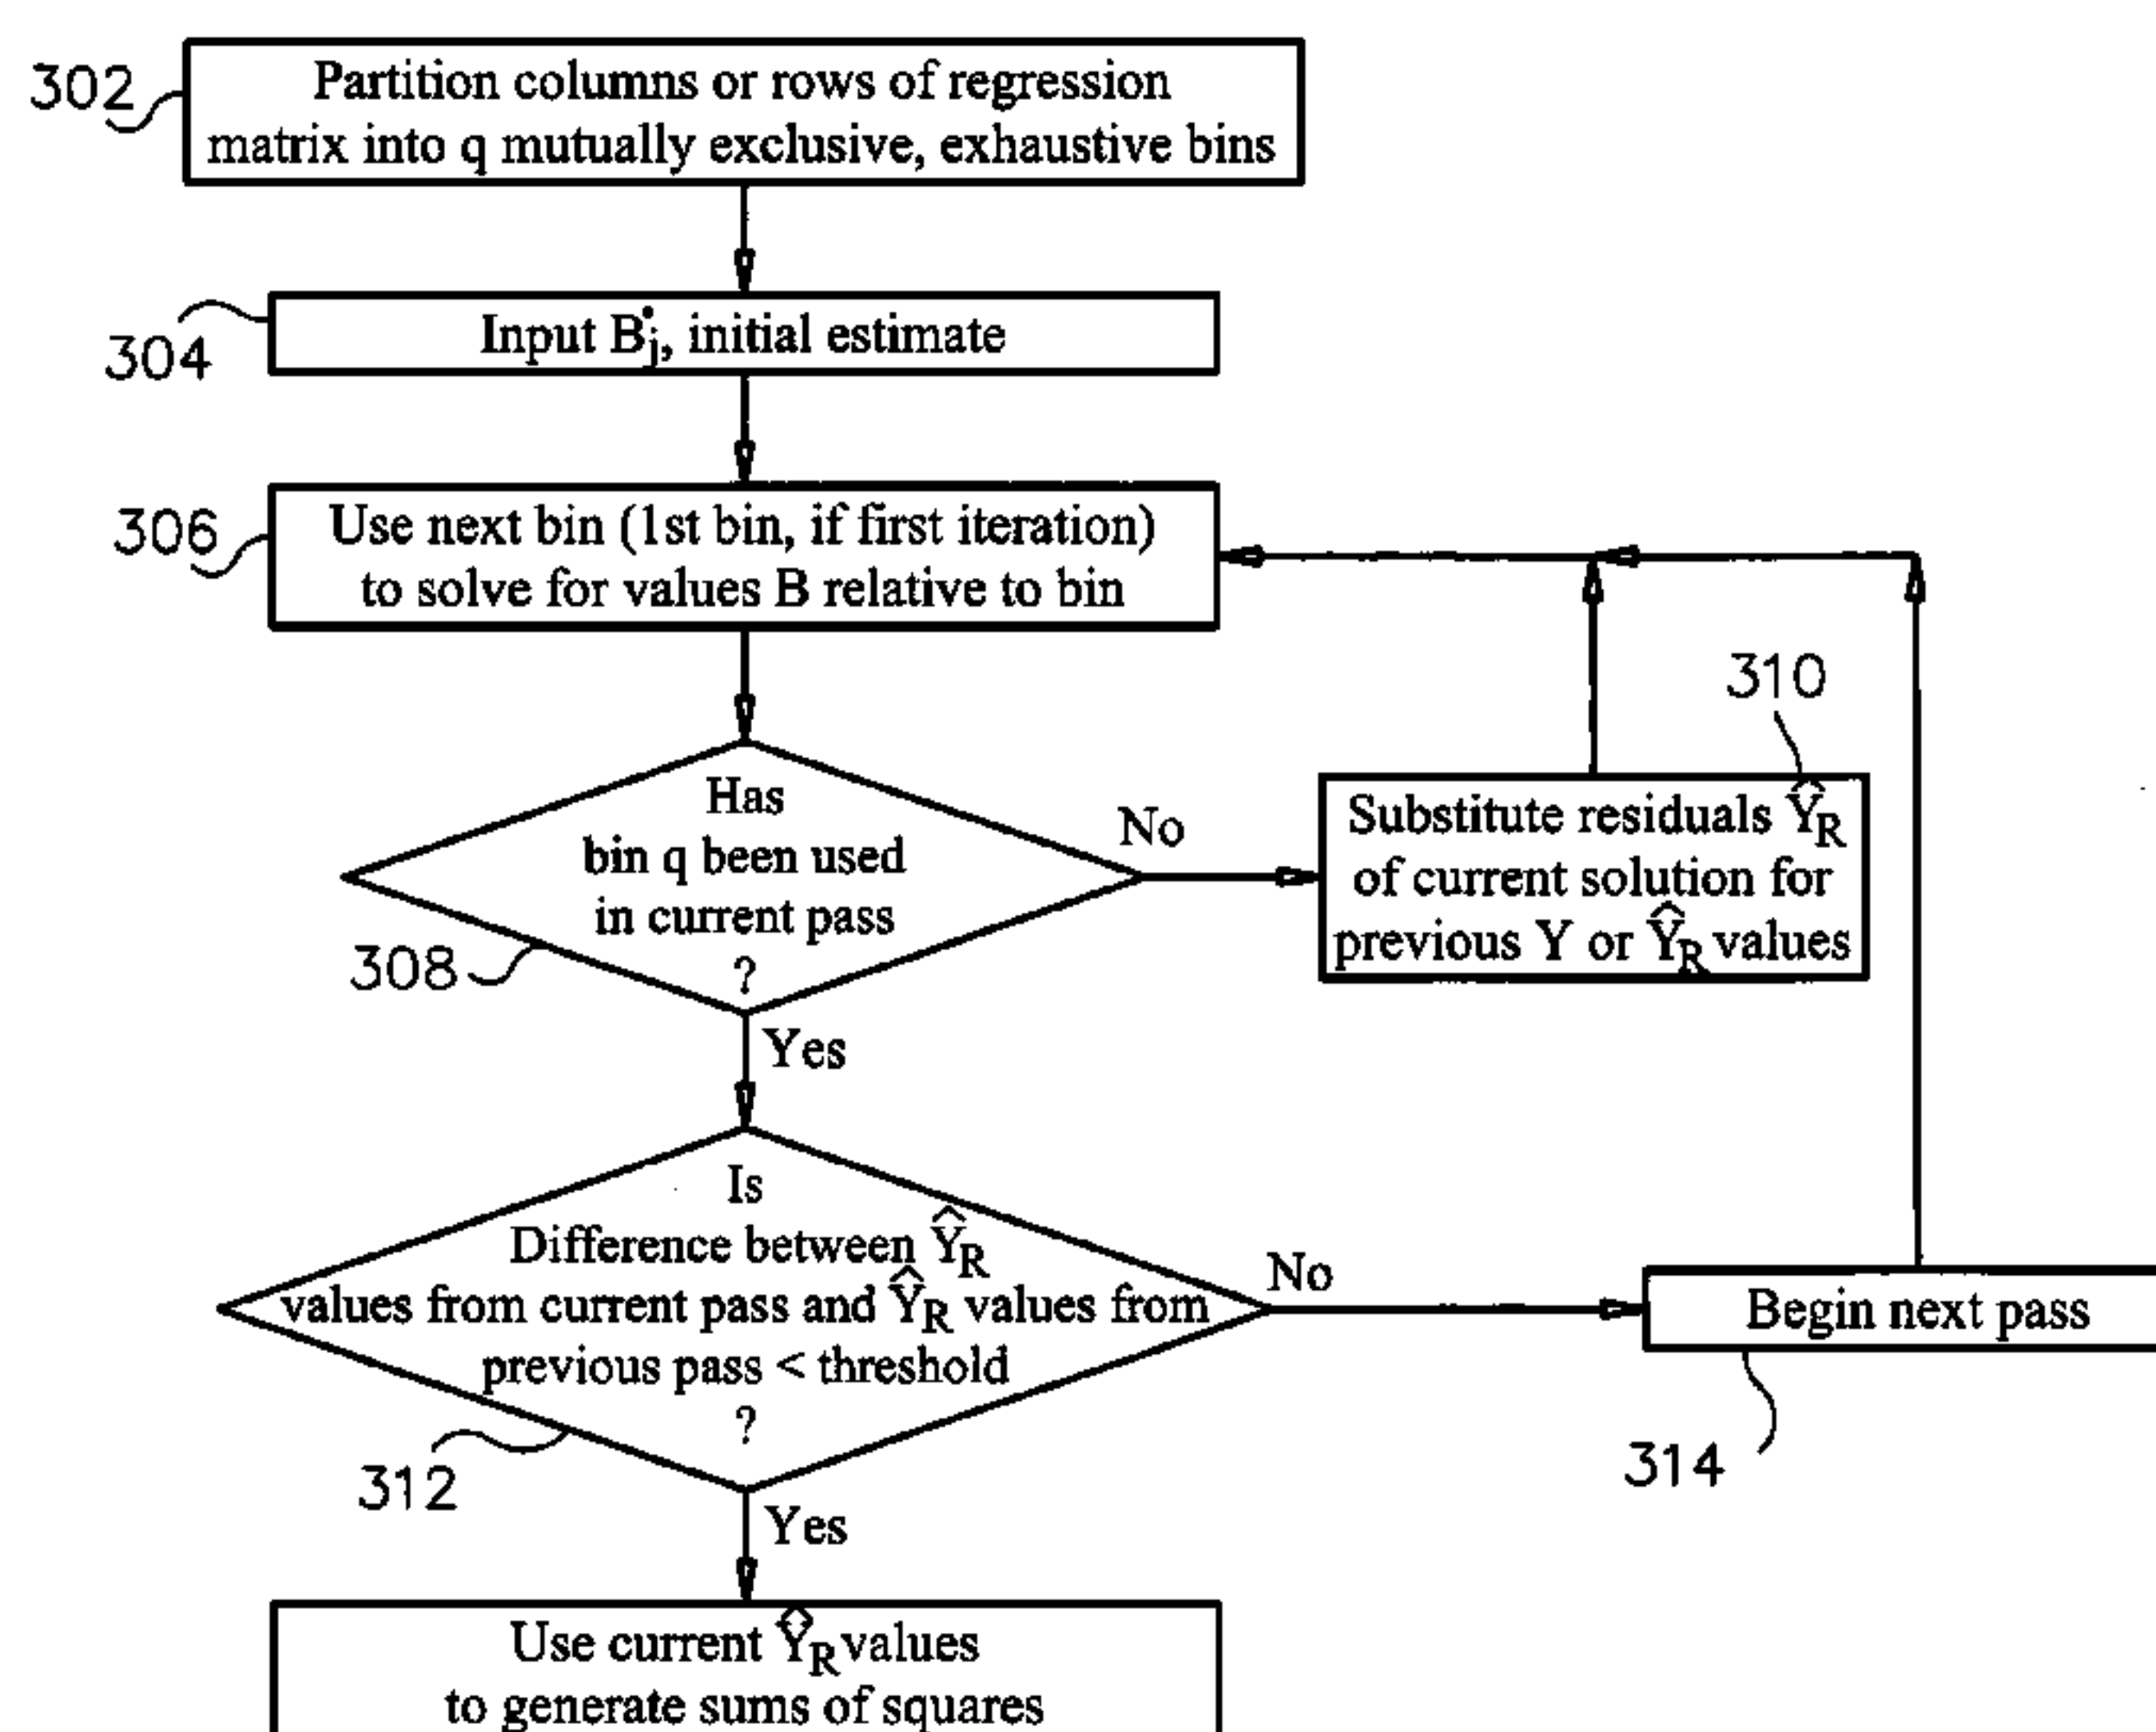 302
Partition columns or rows of regression
matrix into q mutually exclusive, exhaustive bins
304
Input B•j, initial estimate
306
Use next bin (1st bin, if first iteration)
to solve for values B relative to bin
310
Has
bin q been used
in current pass
?
308
No
Substitute residuals ŶR
of current solution for
previous Y or ŶR values
Yes
Is
Difference between ŶR
values from current pass and ŶR values from
previous pass < threshold
?
312
No
Begin next pass
314
Yes
Use current ŶR values
to generate sums of squares